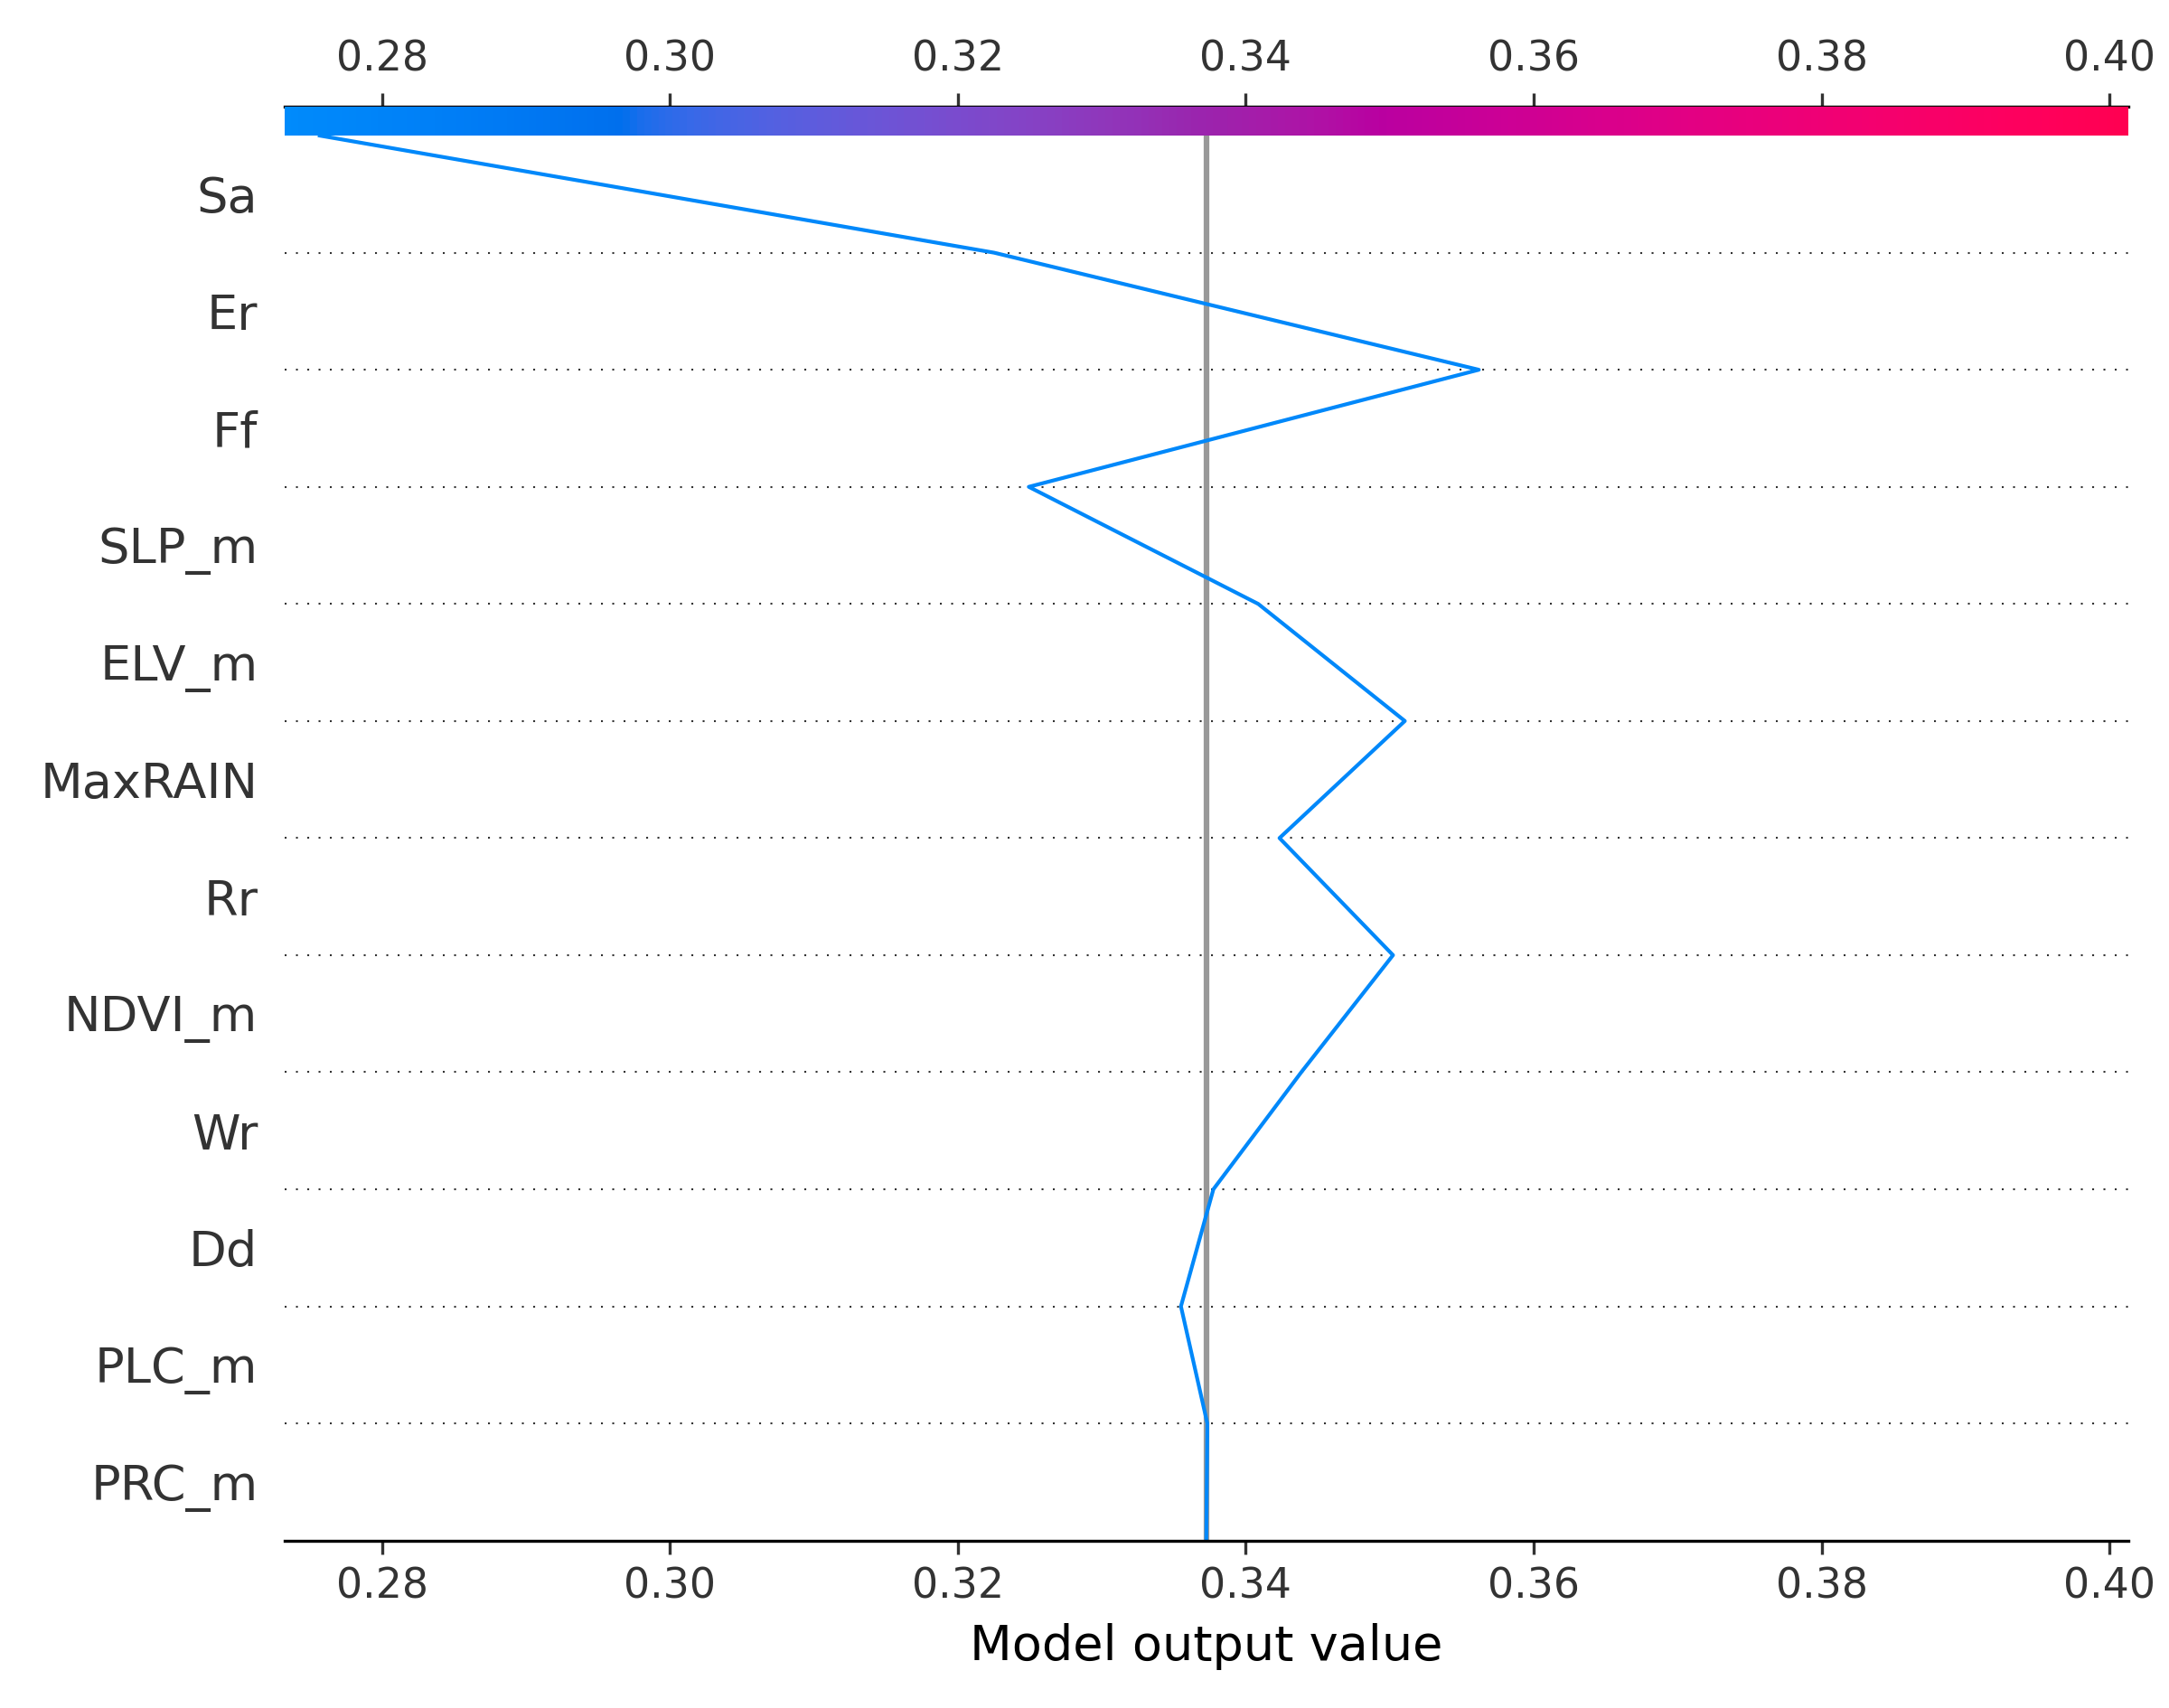 0.28 0.30 0.32 0.34 0.36 0.38 0.40
Sa
Er
Ff
SLP_m
ELV_m
MaxRAIN
Rr
NDVI_m
Wr
Dd
PLC_m
PRC_m
0.28 0.30 0.32 0.34 0.36 0.38 0.40
Model output value